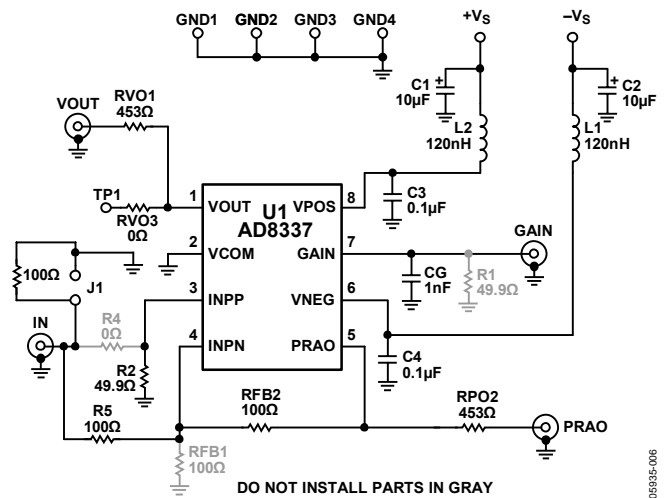 GND1 GND2 GND3 GND4
+VS
–VS
C1 +
10µF
+ C2
10µF
VOUT
RVO1
453Ω
L2
120nH
L1
120nH
TP1
RVO3
0Ω
C3
0.1µF
1 VOUT
U1
AD8337
VPOS 8
2 VCOM
GAIN 7
GAIN
100Ω
J1
3 INPP
VNEG 6
CG
1nF
R1
49.9Ω
IN
R4
0Ω
4 INPN
PRAO 5
R2
49.9Ω
C4
0.1µF
R5
100Ω
RFB2
100Ω
RPO2
453Ω
PRAO
RFB1
100Ω
DO NOT INSTALL PARTS IN GRAY
05935-006